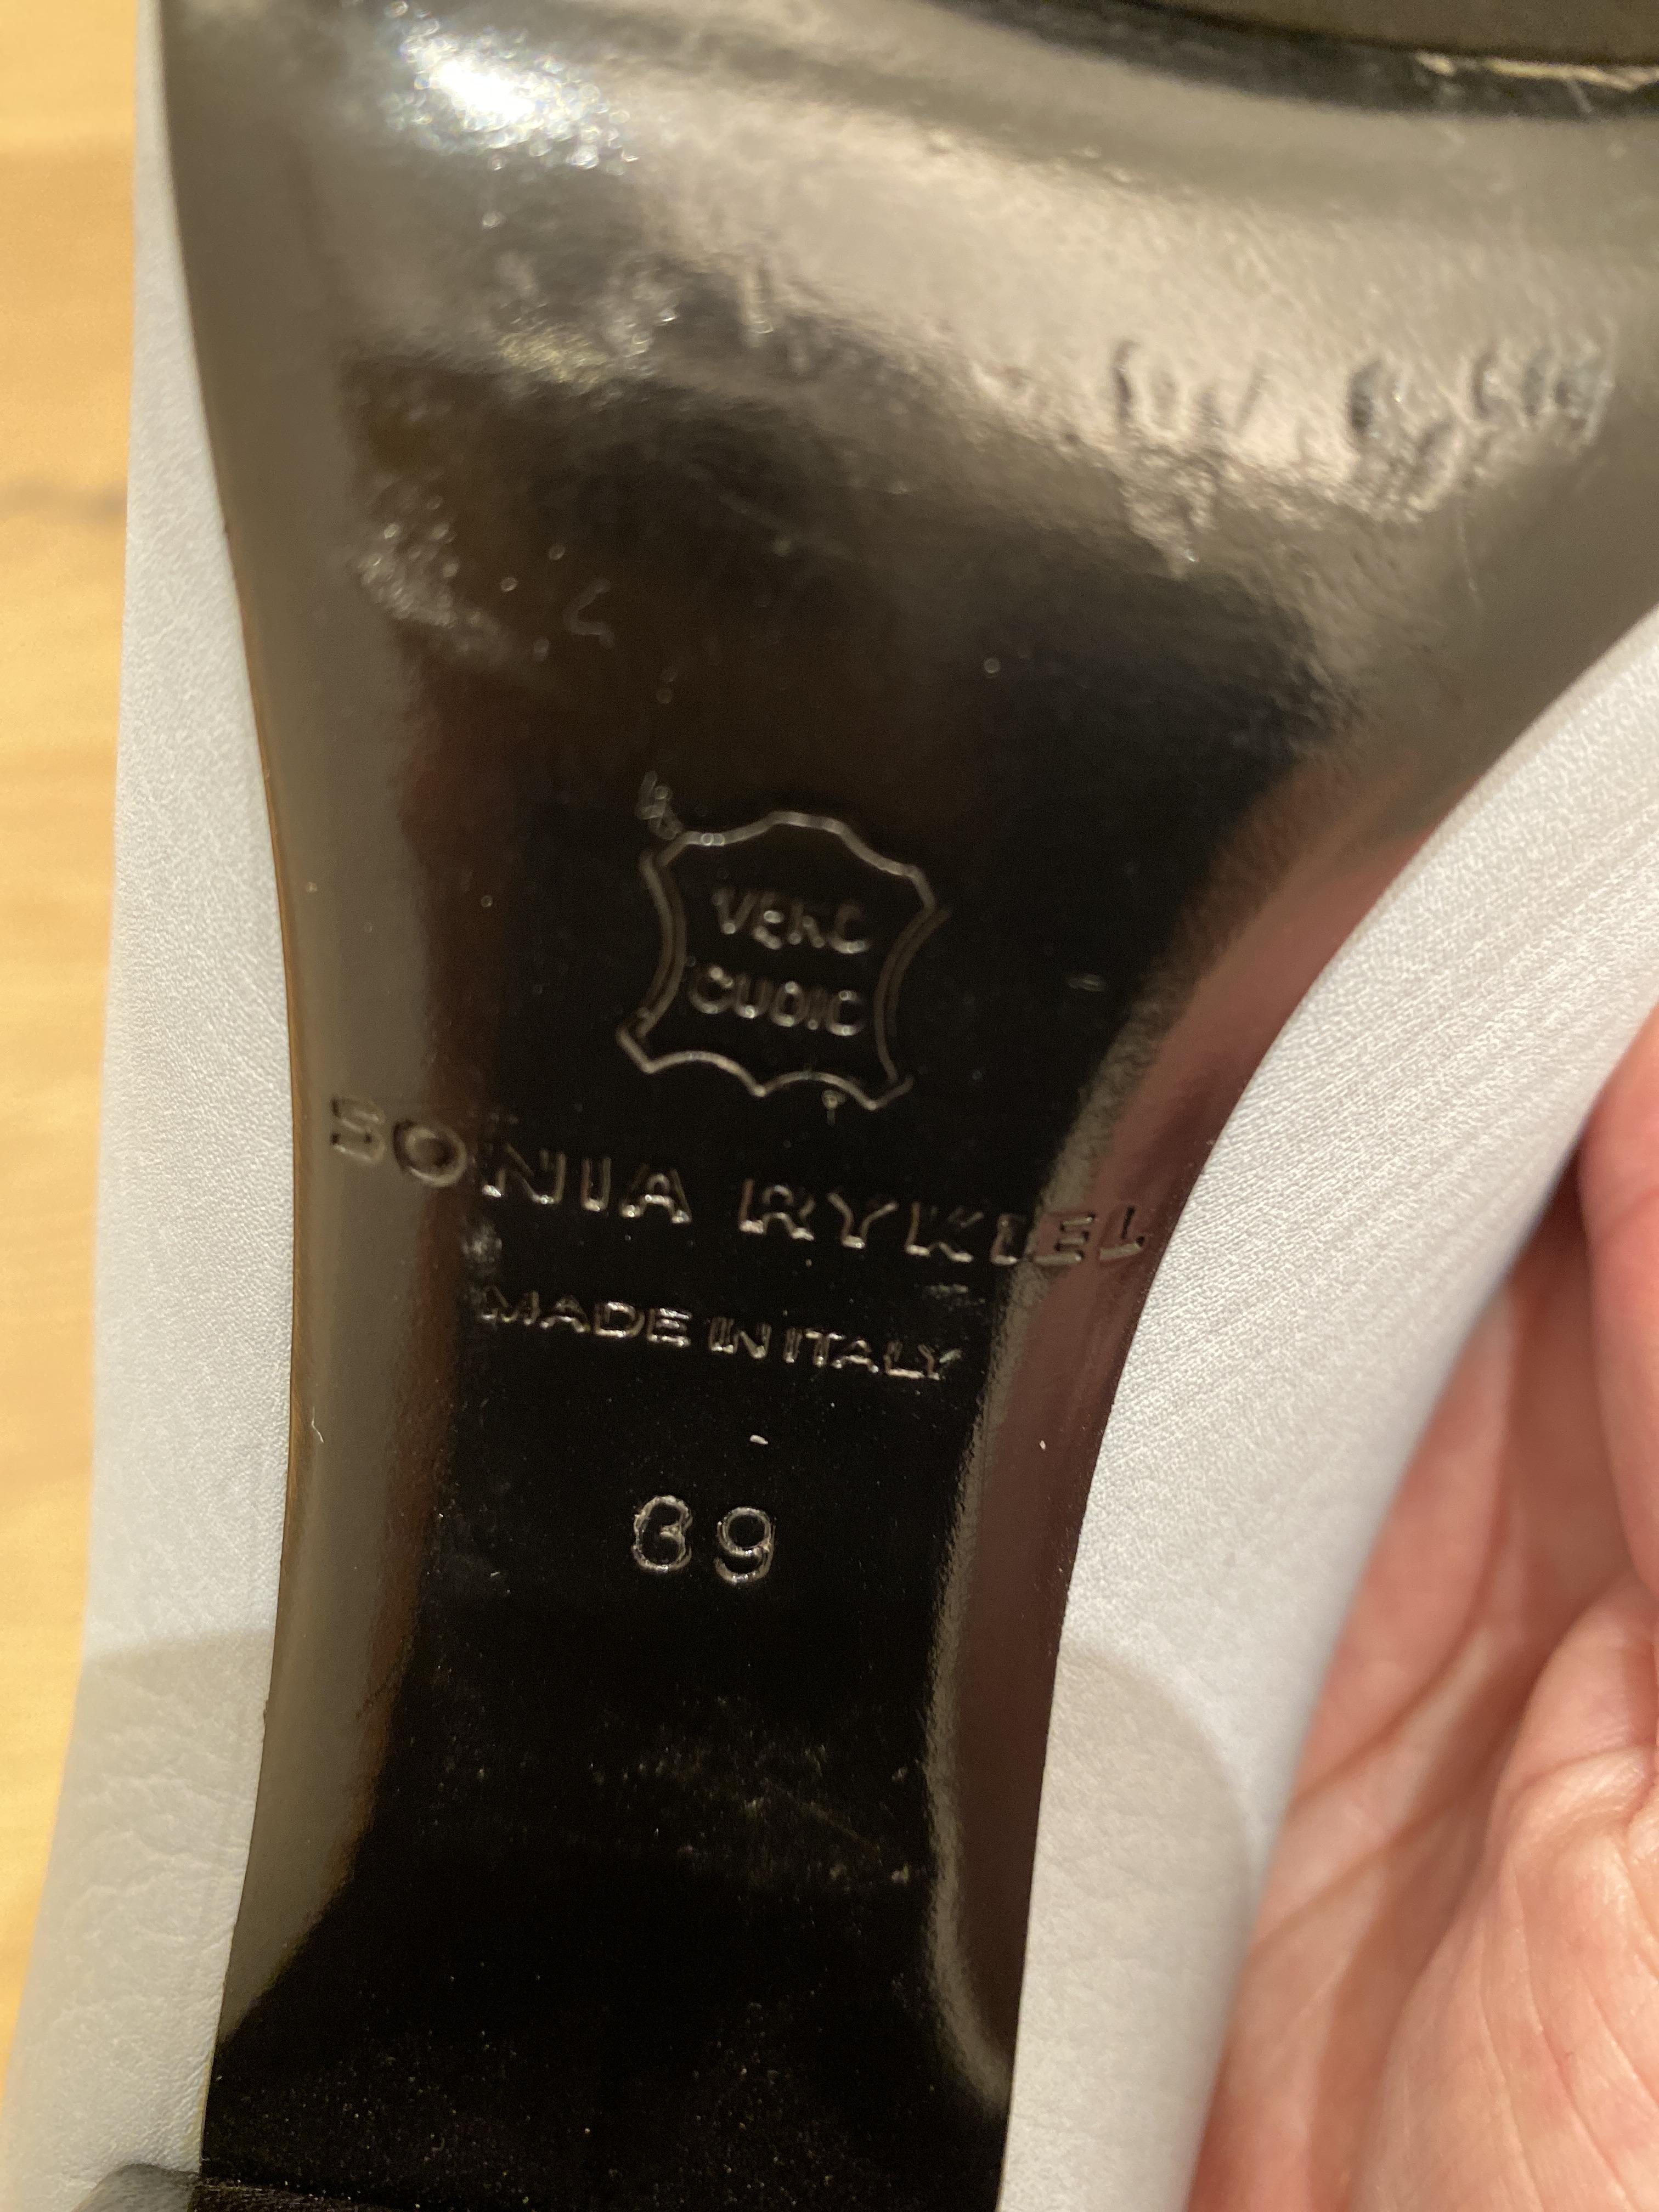 VERO
CUOIO
SONIA RYKIEL
MADE IN ITALY
39